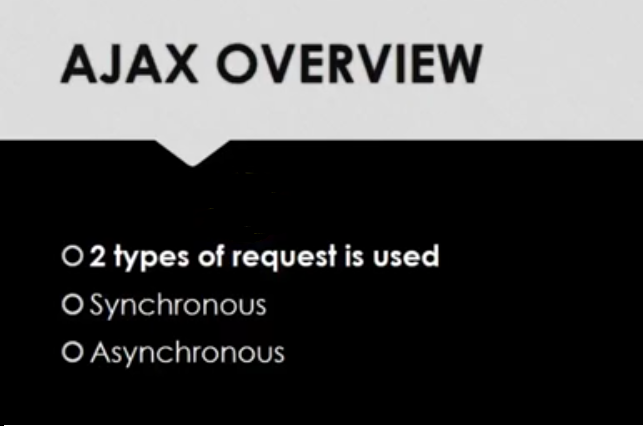 AJAX OVERVIEW
2 types of request is used
Synchronous
Asynchronous